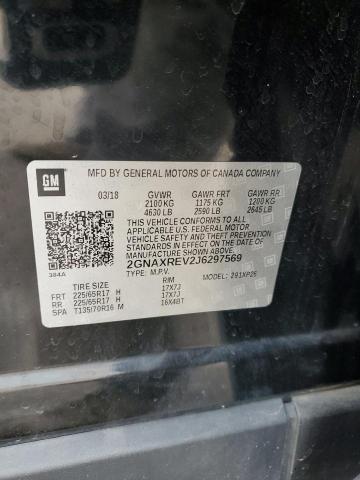 GM
MFD BY GENERAL MOTORS OF CANADA COMPANY
03/18 GVWR GAWR FRT GAWR RR
2100 KG 1175 KG 1200 KG
4630 LB 2590 LB 2645 LB
THIS VEHICLE CONFORMS TO ALL
APPLICABLE U.S. FEDERAL MOTOR
VEHICLE SAFETY AND THEFT PREVENTION
STANDARDS IN EFFECT ON THE DATE OF
MANUFACTURE SHOWN ABOVE.
2GNAXREV2J6297569
384A
TYPE: M.P.V. MODEL: 291XP26
TIRE SIZE RIM
FRT 225/65R17 H 17X7J
RR 225/65R17 H 17X7J
SPA T135/70R16 M 16X4BT